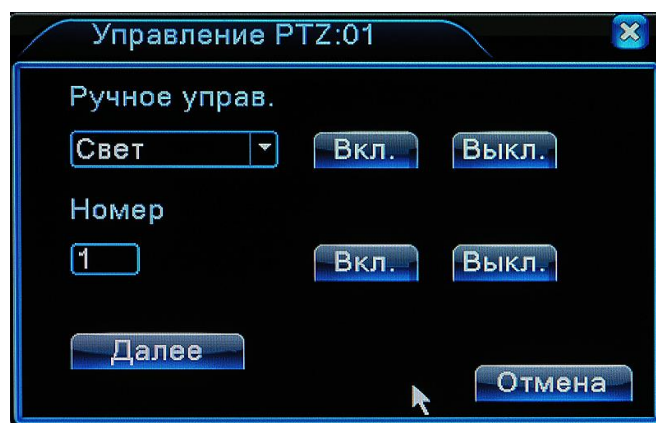 Управление PTZ:01
Ручное управ.
Свет Вкл. Выкл.
Номер
1 Вкл. Выкл.
Далее
Отмена